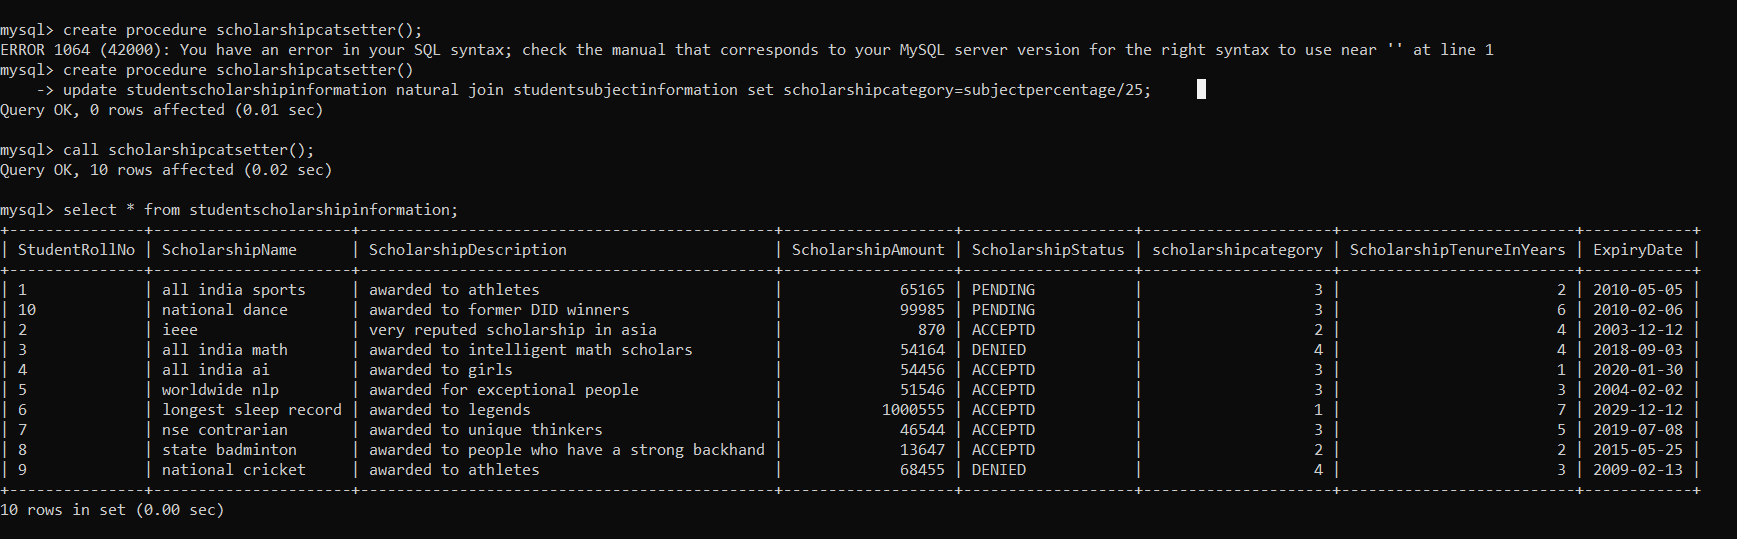 mysql> create procedure scholarshipcatsetter();
ERROR 1064 (42000): You have an error in your SQL syntax; check the manual that corresponds to your MySQL server version for the right syntax to use near '' at line 1
mysql> create procedure scholarshipcatsetter()
    -> update studentscholarshipinformation natural join studentsubjectinformation set scholarshipcategory=subjectpercentage/25;
Query OK, 0 rows affected (0.01 sec)
mysql> call scholarshipcatsetter();
Query OK, 10 rows affected (0.02 sec)
mysql> select * from studentscholarshipinformation;
| StudentRollNo | ScholarshipName | ScholarshipDescription | ScholarshipAmount | ScholarshipStatus | scholarshipcategory | ScholarshipTenureInYears | ExpiryDate |
| 1 | all india sports | awarded to athletes | 65165 | PENDING | 3 | 2 | 2010-05-05 |
| 10 | national dance | awarded to former DID winners | 99985 | PENDING | 3 | 6 | 2010-02-06 |
| 2 | ieee | very reputed scholarship in asia | 870 | ACCEPTD | 2 | 4 | 2003-12-12 |
| 3 | all india math | awarded to intelligent math scholars | 54164 | DENIED | 4 | 4 | 2018-09-03 |
| 4 | all india ai | awarded to girls | 54456 | ACCEPTD | 3 | 1 | 2020-01-30 |
| 5 | worldwide nlp | awarded for exceptional people | 51546 | ACCEPTD | 3 | 3 | 2004-02-02 |
| 6 | longest sleep record | awarded to legends | 1000555 | ACCEPTD | 1 | 7 | 2029-12-12 |
| 7 | nse contrarian | awarded to unique thinkers | 46544 | ACCEPTD | 3 | 5 | 2019-07-08 |
| 8 | state badminton | awarded to people who have a strong backhand | 13647 | ACCEPTD | 2 | 2 | 2015-05-25 |
| 9 | national cricket | awarded to athletes | 68455 | DENIED | 4 | 3 | 2009-02-13 |
10 rows in set (0.00 sec)